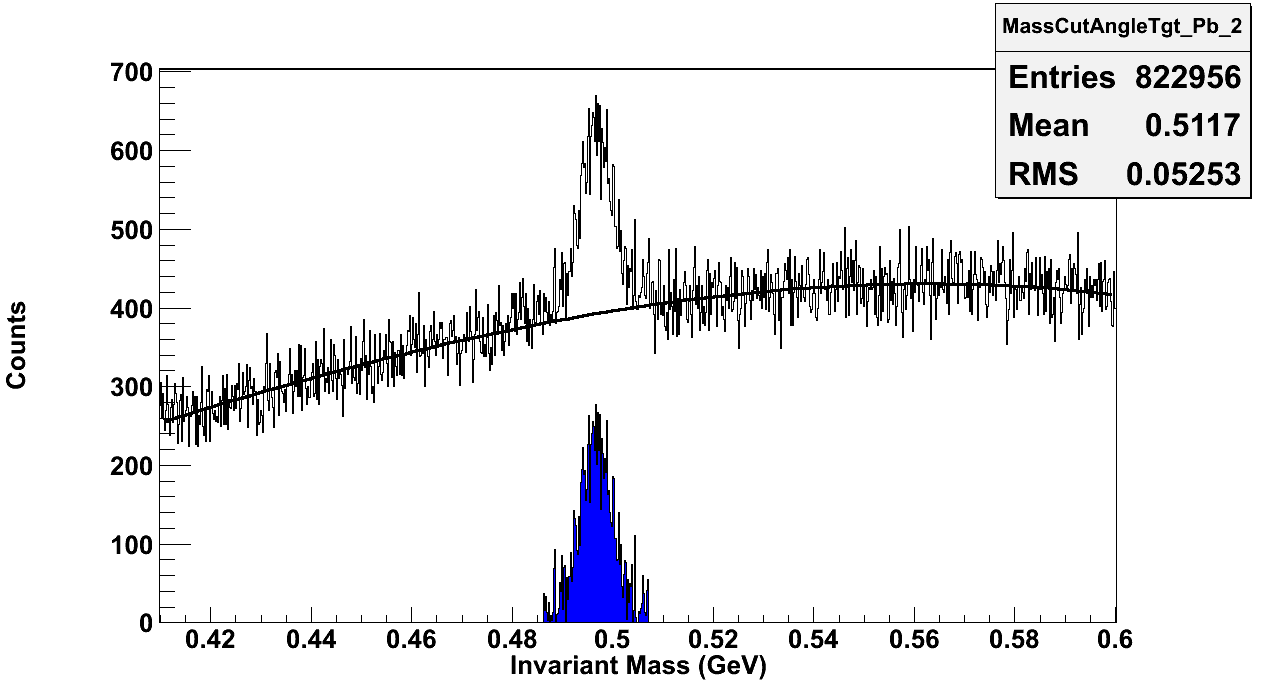 MassCutAngleTgt_Pb_2
Entries 822956
Mean 0.5117
RMS 0.05253
700
600
500
400
300
200
100
0
Counts
0.42 0.44 0.46 0.48 0.5 0.52 0.54 0.56 0.58 0.6
Invariant Mass (GeV)